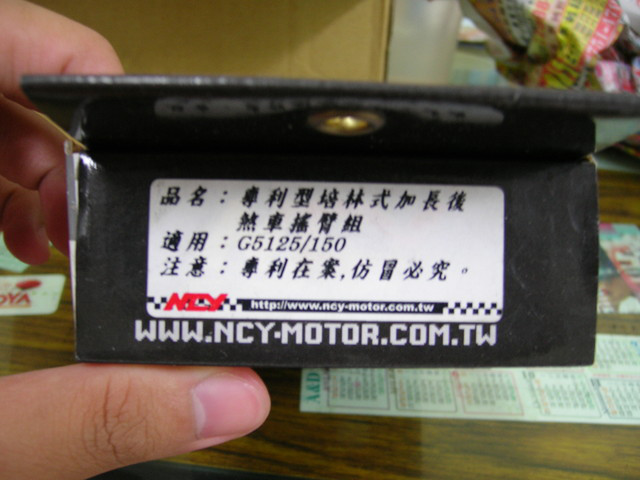 品名：專利型培林式加長後
煞車搖臂組
適用：G5125/150
注意：專利在案,仿冒必究。
NCY http://www.ncy-motor.com.tw
WWW.NCY-MOTOR.COM.TW
A&D